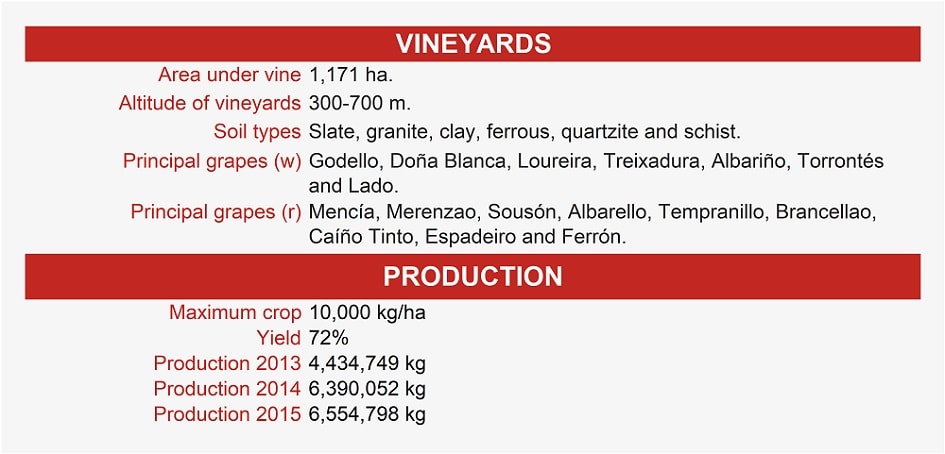 VINEYARDS
Area under vine 1,171 ha.
Altitude of vineyards 300-700 m.
Soil types Slate, granite, clay, ferrous, quartzite and schist.
Principal grapes (w) Godello, Doña Blanca, Loureira, Treixadura, Albariño, Torrontés
and Lado.
Principal grapes (r) Mencía, Merenzao, Sousón, Albarello, Tempranillo, Brancellao,
Caíño Tinto, Espadeiro and Ferrón.
PRODUCTION
Maximum crop 10,000 kg/ha
Yield 72%
Production 2013 4,434,749 kg
Production 2014 6,390,052 kg
Production 2015 6,554,798 kg